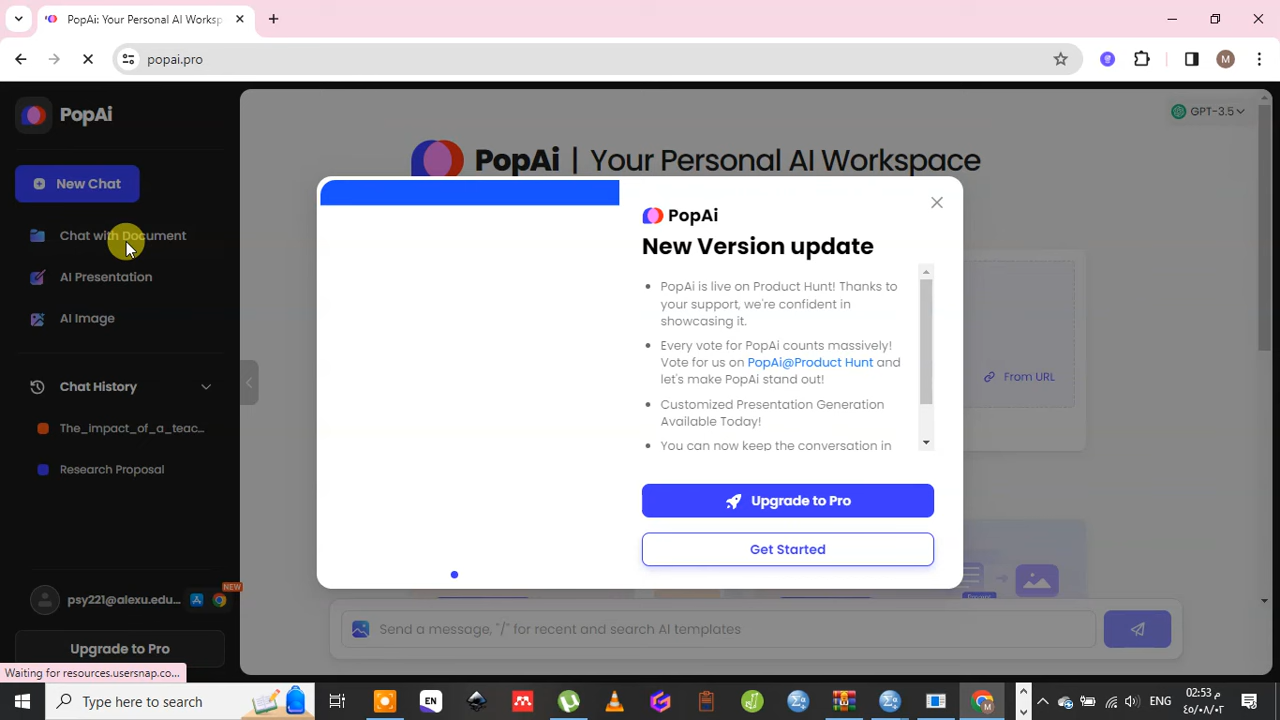 PopAi: Your Personal AI Worksp
popai.pro
PopAi
New Chat
Chat with Document
AI Presentation
AI Image
Chat History
The_impact_of_a_teac...
Research Proposal
NEW
psy221@alexu.edu...
Upgrade to Pro
Waiting for resources.usersnap.co...
GPT-3.5
PopAi | Your Personal AI Workspace
From URL
PopAi
New Version update
PopAi is live on Product Hunt! Thanks to
your support, we're confident in
showcasing it.
Every vote for PopAi counts massively!
Vote for us on PopAi@Product Hunt and
let's make PopAi stand out!
Customized Presentation Generation
Available Today!
You can now keep the conversation in
Upgrade to Pro
Get Started
Send a message, "/" for recent and search AI templates
Type here to search
EN
ENG
02:53 م